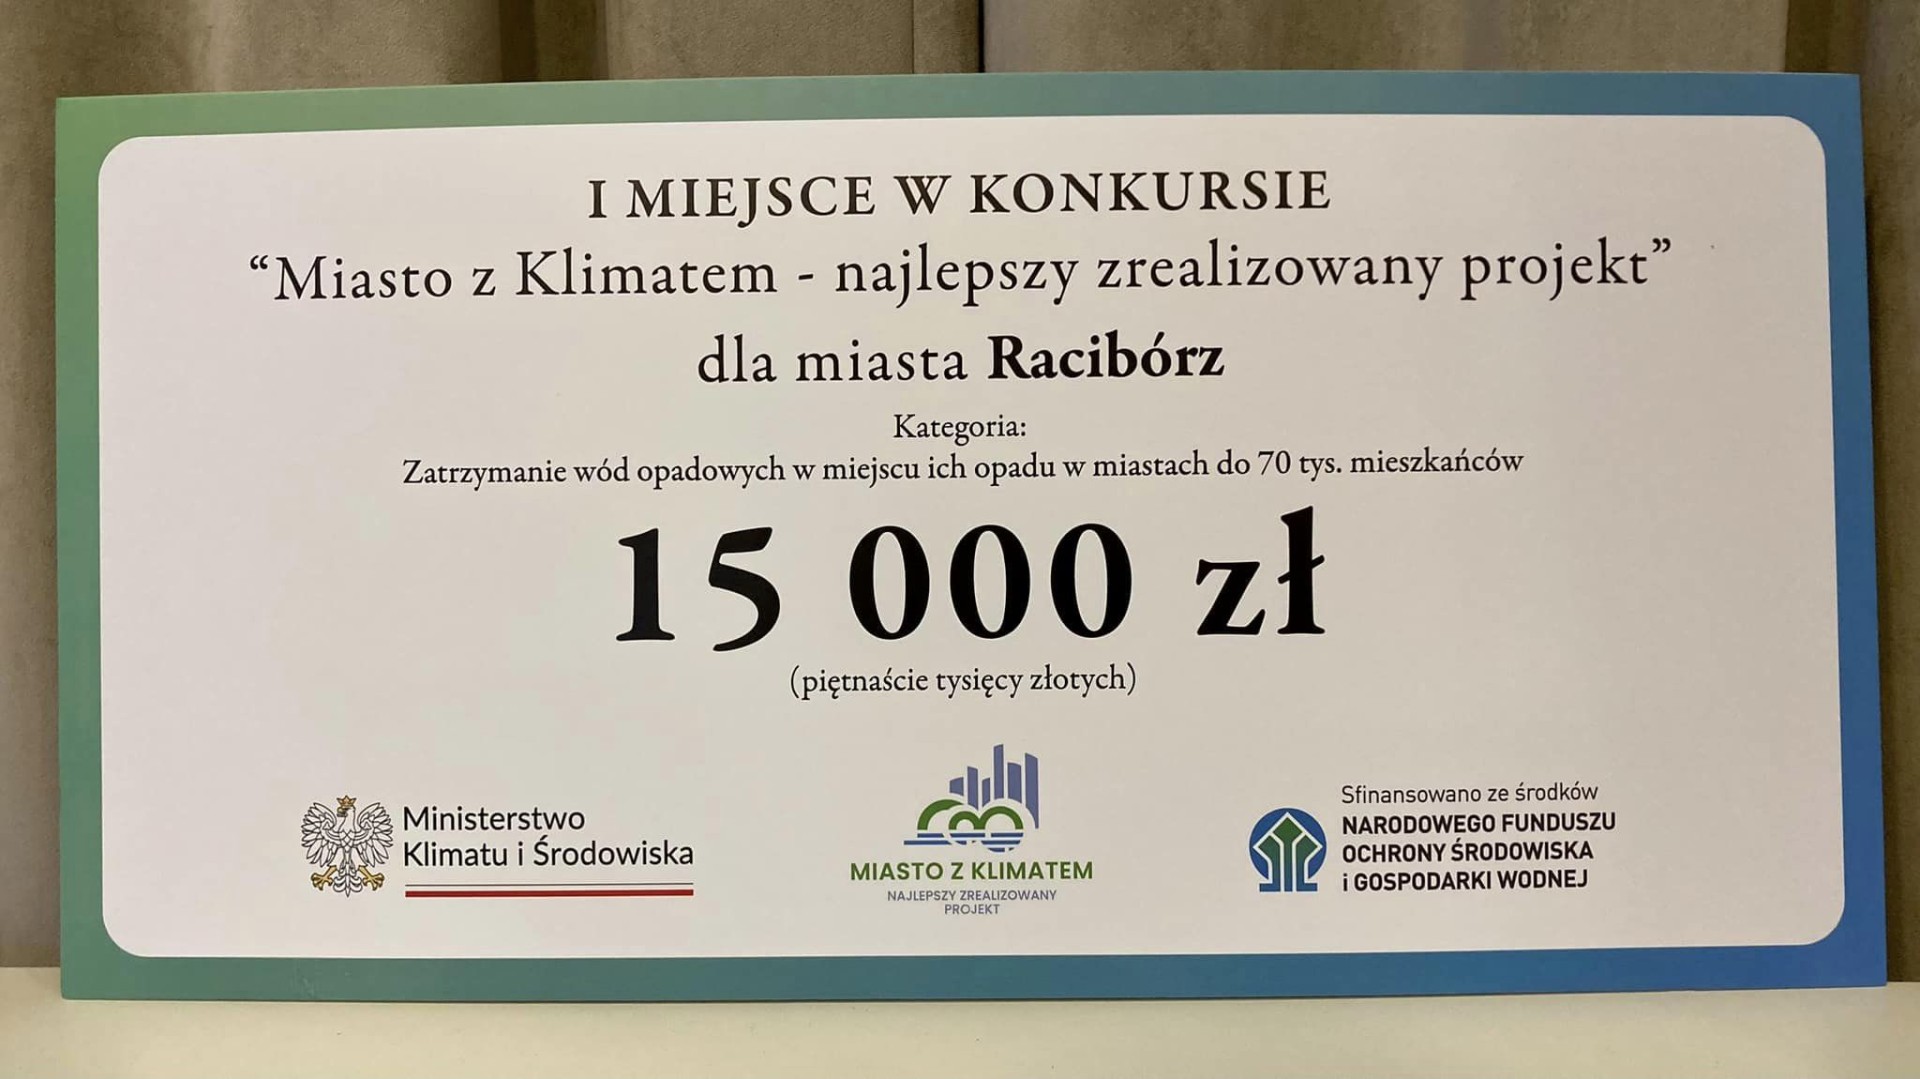 I MIEJSCE W KONKURSIE
“Miasto z Klimatem - najlepszy zrealizowany projekt”
dla miasta Racibórz
Kategoria:
Zatrzymanie wód opadowych w miejscu ich opadu w miastach do 70 tys. mieszkańców
15 000 zł
(piętnaście tysięcy złotych)
Ministerstwo
Klimatu i Środowiska
MIASTO Z KLIMATEM
NAJLEPSZY ZREALIZOWANY
PROJEKT
Sfinansowano ze środków
NARODOWEGO FUNDUSZU
OCHRONY ŚRODOWISKA
i GOSPODARKI WODNEJ